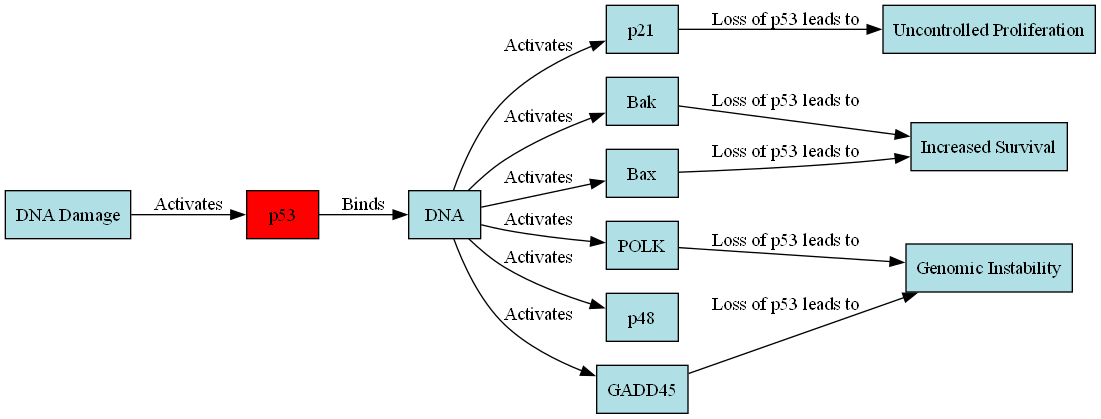 p21
Loss of p53 leads to
Uncontrolled Proliferation
Activates
Bak
Loss of p53 leads to
Activates
Increased Survival
Loss of p53 leads to
Bax
Activates
DNA Damage
Activates
p53
Binds
DNA
Activates
POLK
Loss of p53 leads to
Genomic Instability
Activates
p48
Loss of p53 leads to
Activates
GADD45